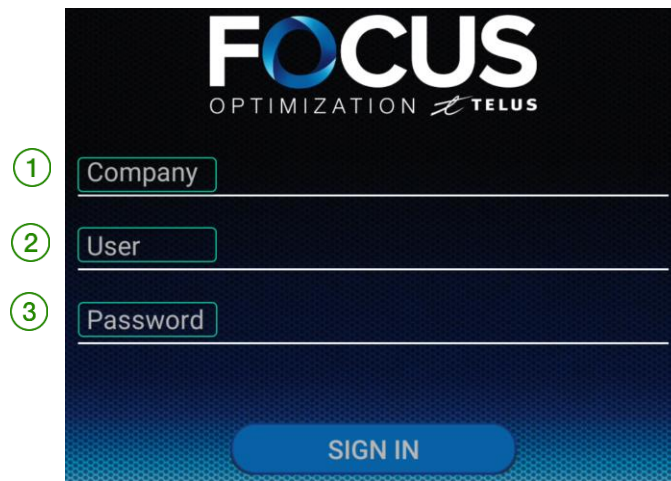 FOCUS
OPTIMIZATION TELUS
1 Company
2 User
3 Password
SIGN IN